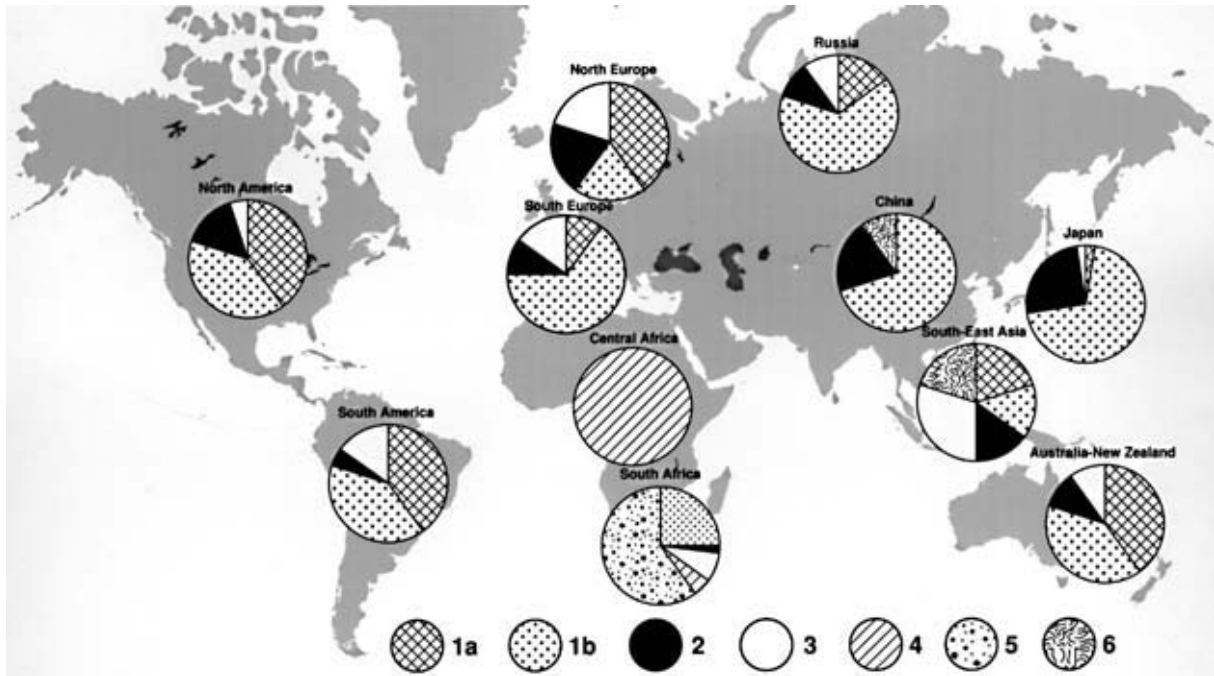 Russia
North Europe
North America
South Europe
China
Japan
Central Africa
South-East Asia
South America
Australia-New Zealand
South Africa
1a 1b 2 3 4 5 6